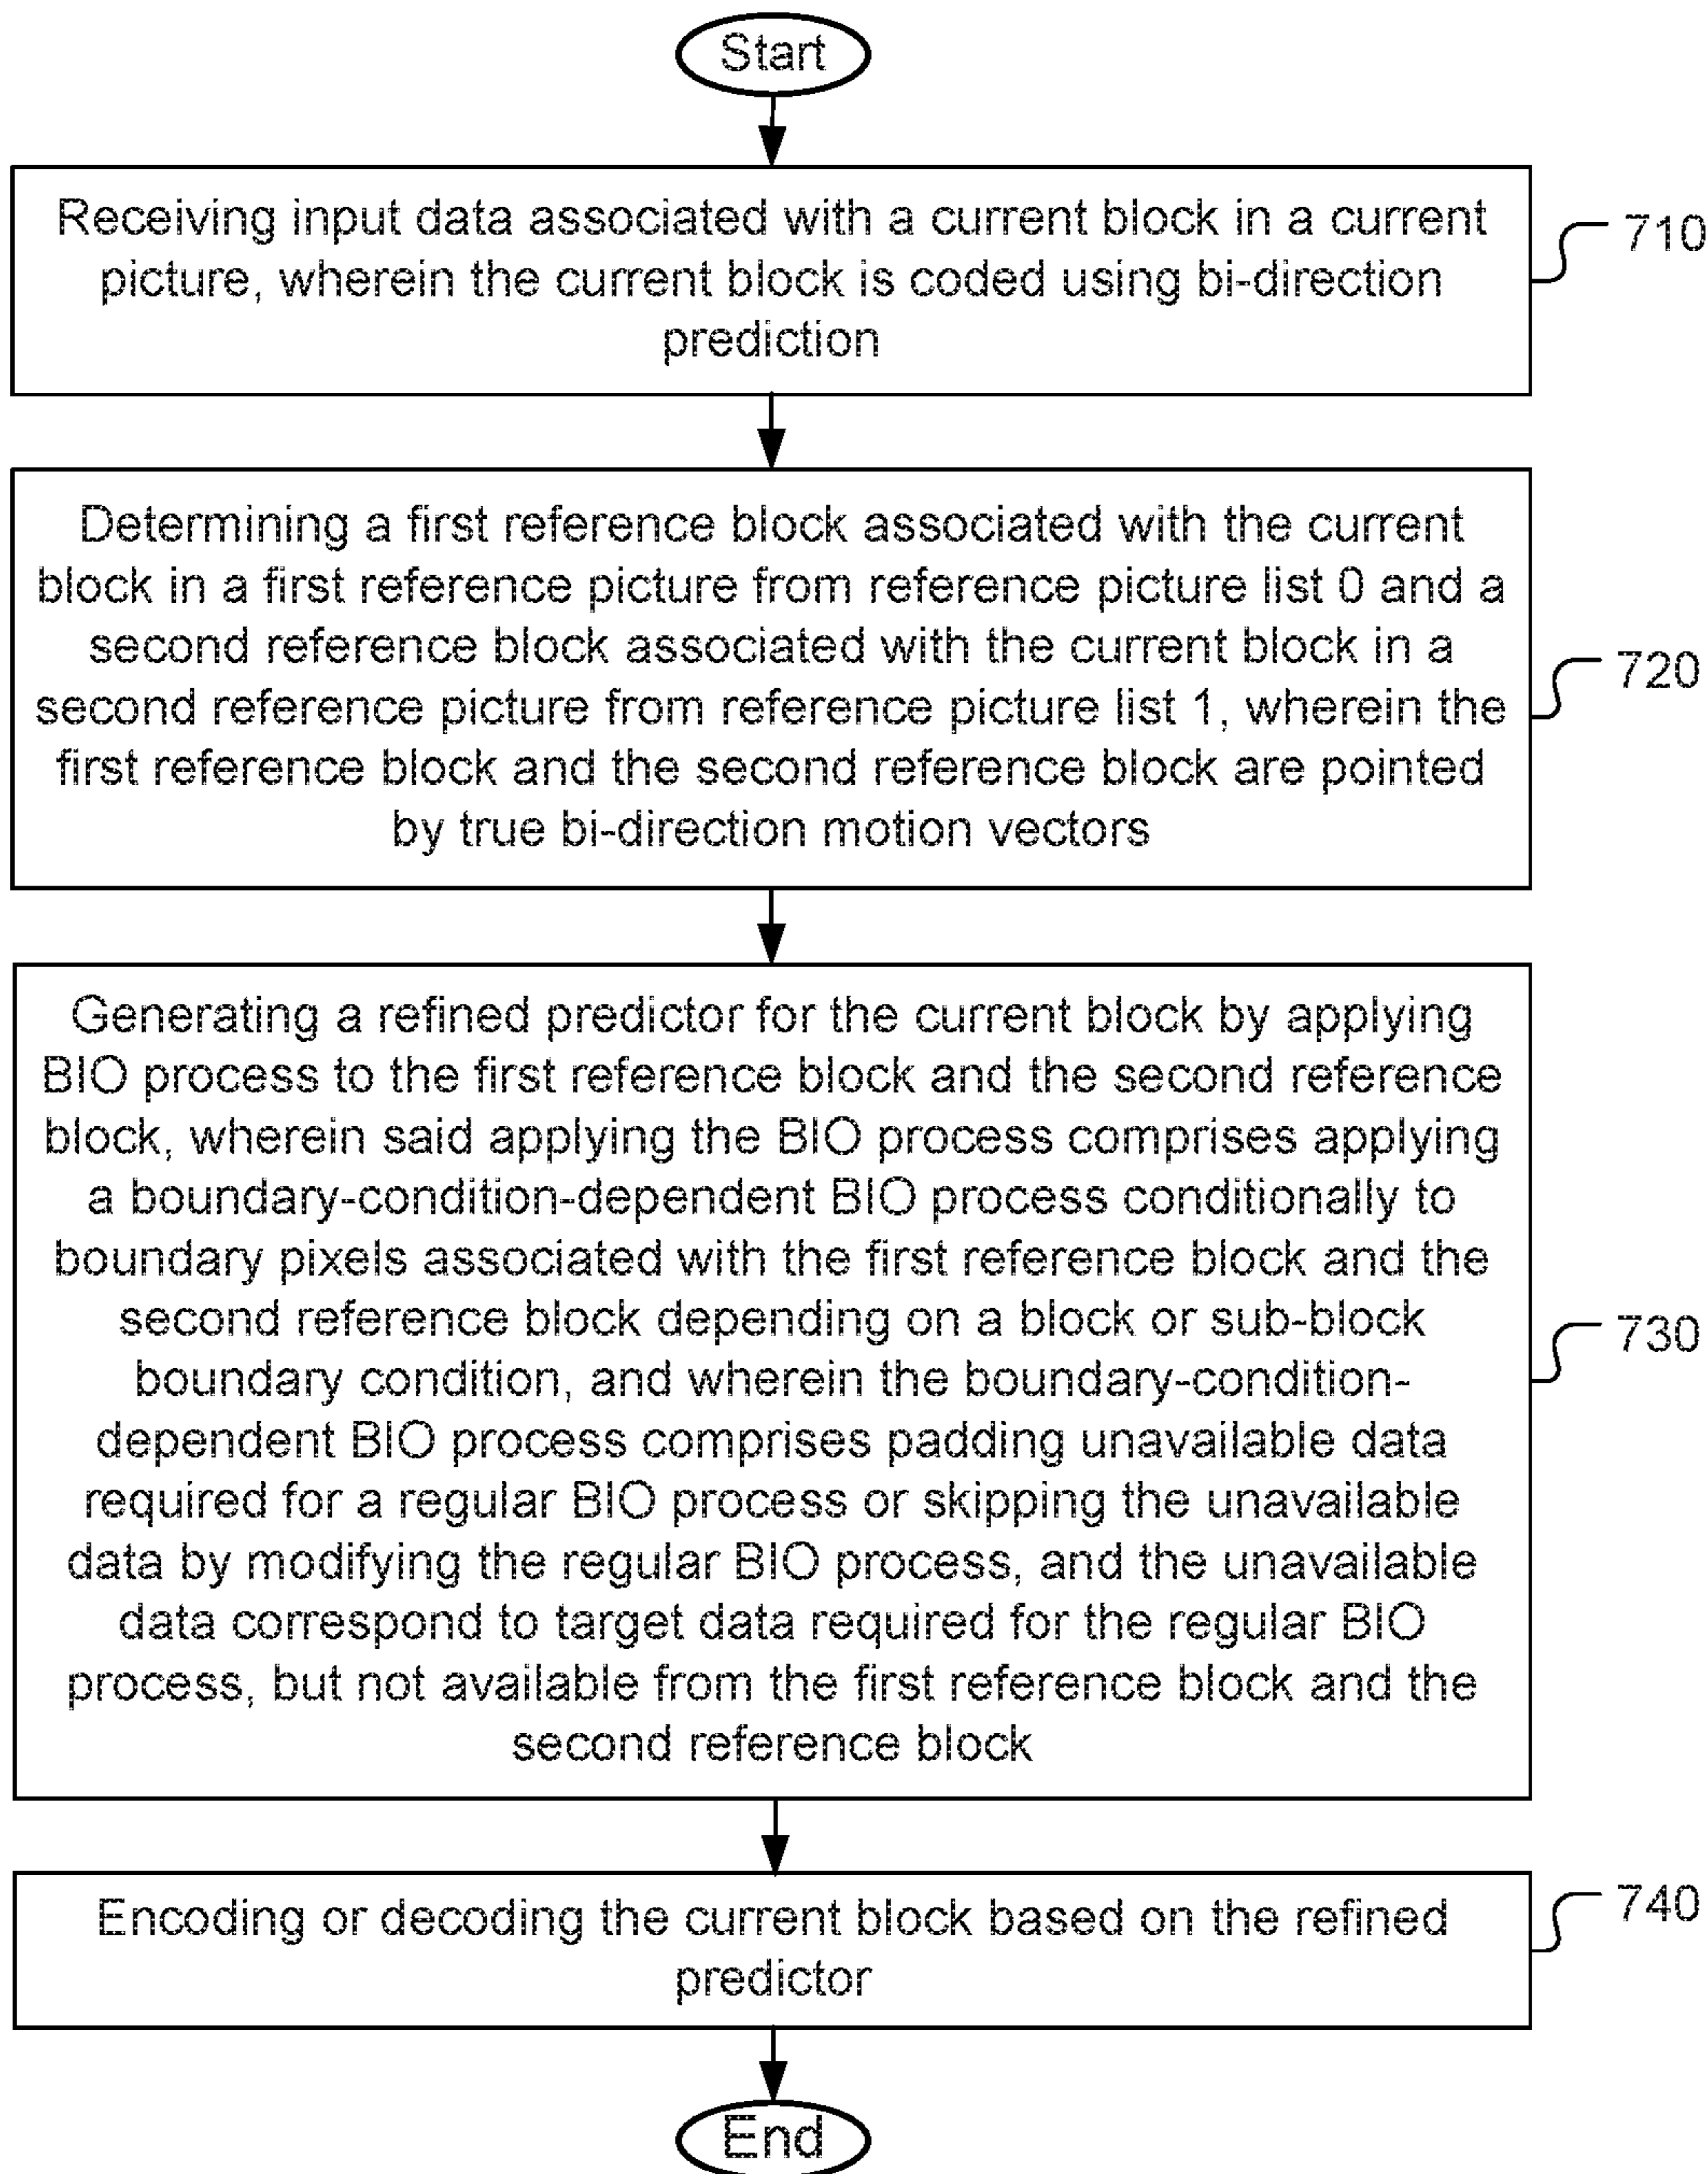 Start
Receiving input data associated with a current block in a current
picture, wherein the current block is coded using bi-direction
prediction
710
Determining a first reference block associated with the current
block in a first reference picture from reference picture list 0 and a
second reference block associated with the current block in a
second reference picture from reference picture list 1, wherein the
first reference block and the second reference block are pointed
by true bi-direction motion vectors
720
Generating a refined predictor for the current block by applying
BIO process to the first reference block and the second reference
block, wherein said applying the BIO process comprises applying
a boundary-condition-dependent BIO process conditionally to
boundary pixels associated with the first reference block and the
second reference block depending on a block or sub-block
boundary condition, and wherein the boundary-condition-
dependent BIO process comprises padding unavailable data
required for a regular BIO process or skipping the unavailable
data by modifying the regular BIO process, and the unavailable
data correspond to target data required for the regular BIO
process, but not available from the first reference block and the
second reference block
730
Encoding or decoding the current block based on the refined
predictor
740
End